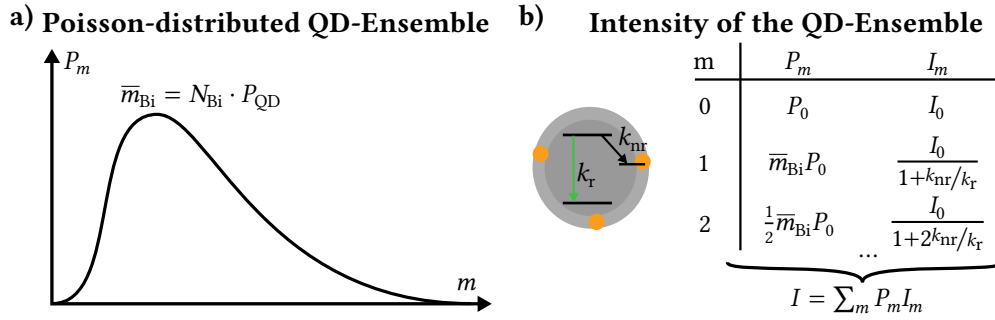 a) Poisson-distributed QD-Ensemble
P_m
m̅_Bi = N_Bi · P_QD
m
b) Intensity of the QD-Ensemble
m P_m I_m
0 P_0 I_0
1 m̅_Bi P_0 I_0/(1+k_nr/k_r)
2 1/2 m̅_Bi P_0 I_0/(1+2k_nr/k_r)
...
k_nr
k_r
I = ∑_m P_m I_m